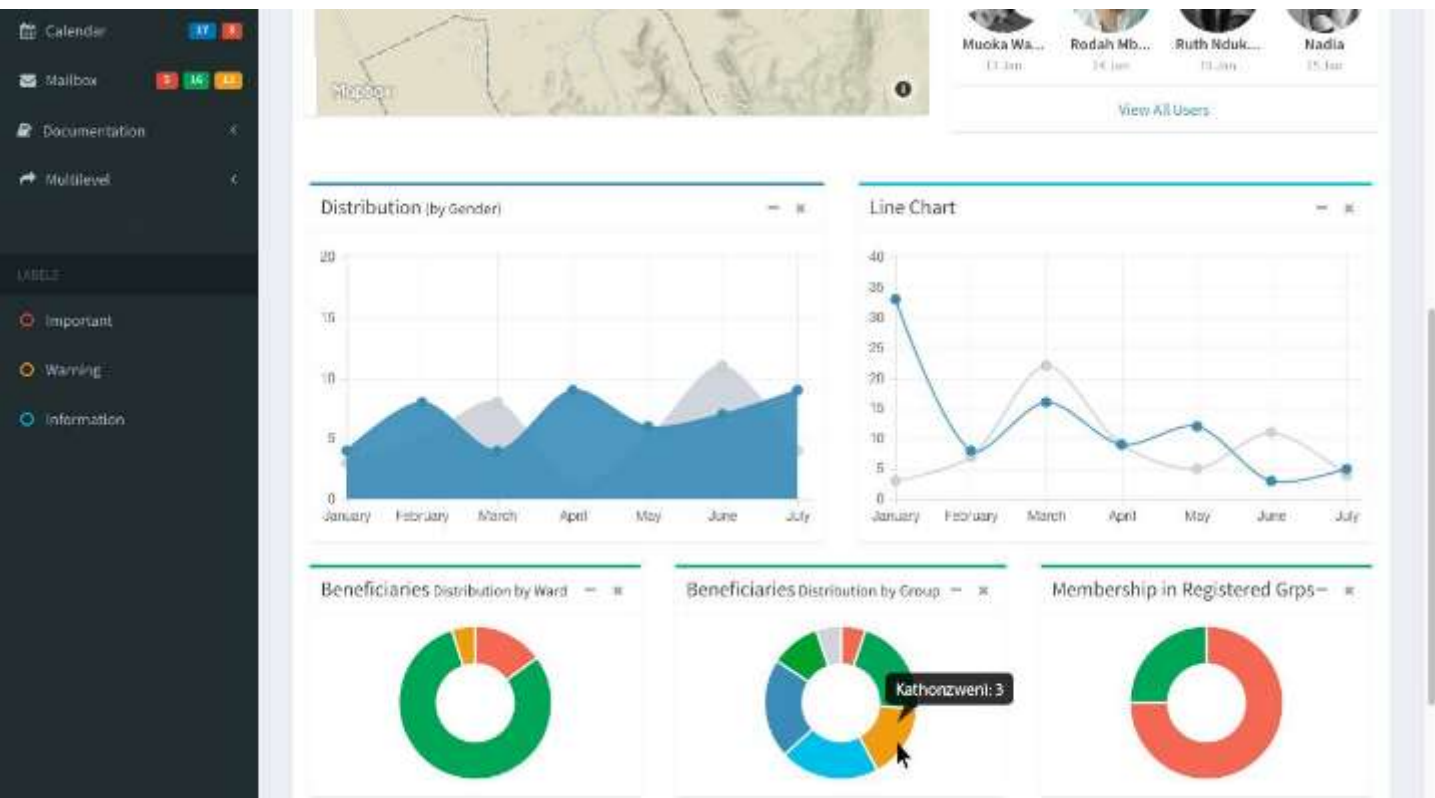 Calendar 17
Mailbox 5 16 12
Documentation
Multilevel
LABELS
Important
Warning
Information
Mapbox
Muoka Wa... Rodah Mb... Ruth Nduk... Nadia
View All Users
Distribution (by Gender)
20
15
10
5
0
January February March April May June July
Line Chart
40
35
30
25
20
15
10
5
0
January February March April May June July
Beneficiaries Distribution by Ward
Beneficiaries Distribution by Group
Kathonzweni: 3
Membership in Registered Grps